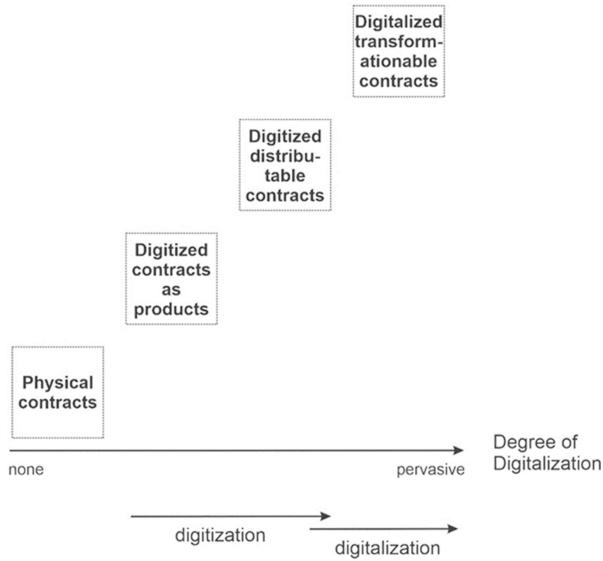 Digitalized
transform-
ationable
contracts
Digitized
distribu-
table
contracts
Digitized
contracts
as
products
Physical
contracts
Degree of
Digitalization
none
pervasive
digitization
digitalization